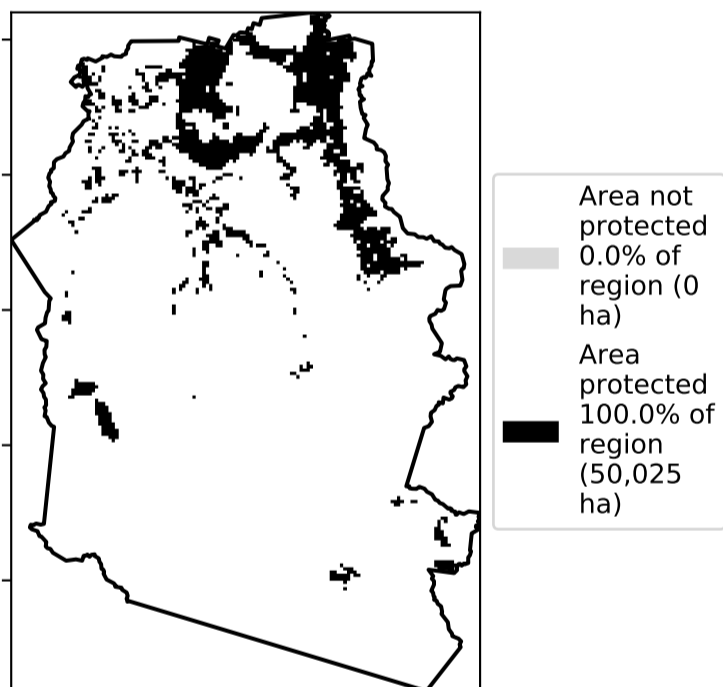 Area not
protected
0.0% of
region (0
ha)
Area
protected
100.0% of
region
(50,025
ha)